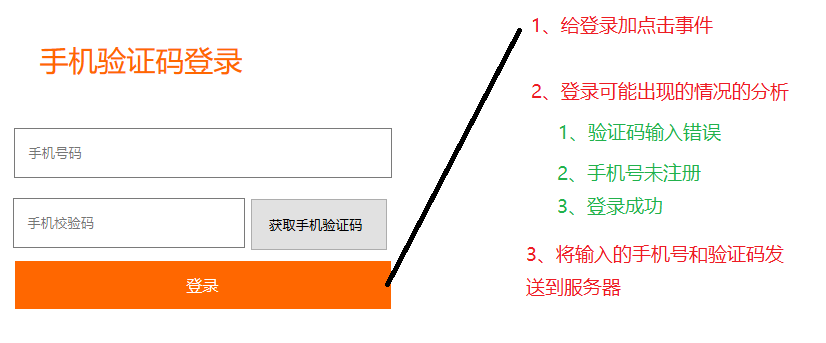 手机验证码登录
手机号码
手机校验码
获取手机验证码
登录
1、给登录加点击事件
2、登录可能出现的情况的分析
1、验证码输入错误
2、手机号未注册
3、登录成功
3、将输入的手机号和验证码发
送到服务器